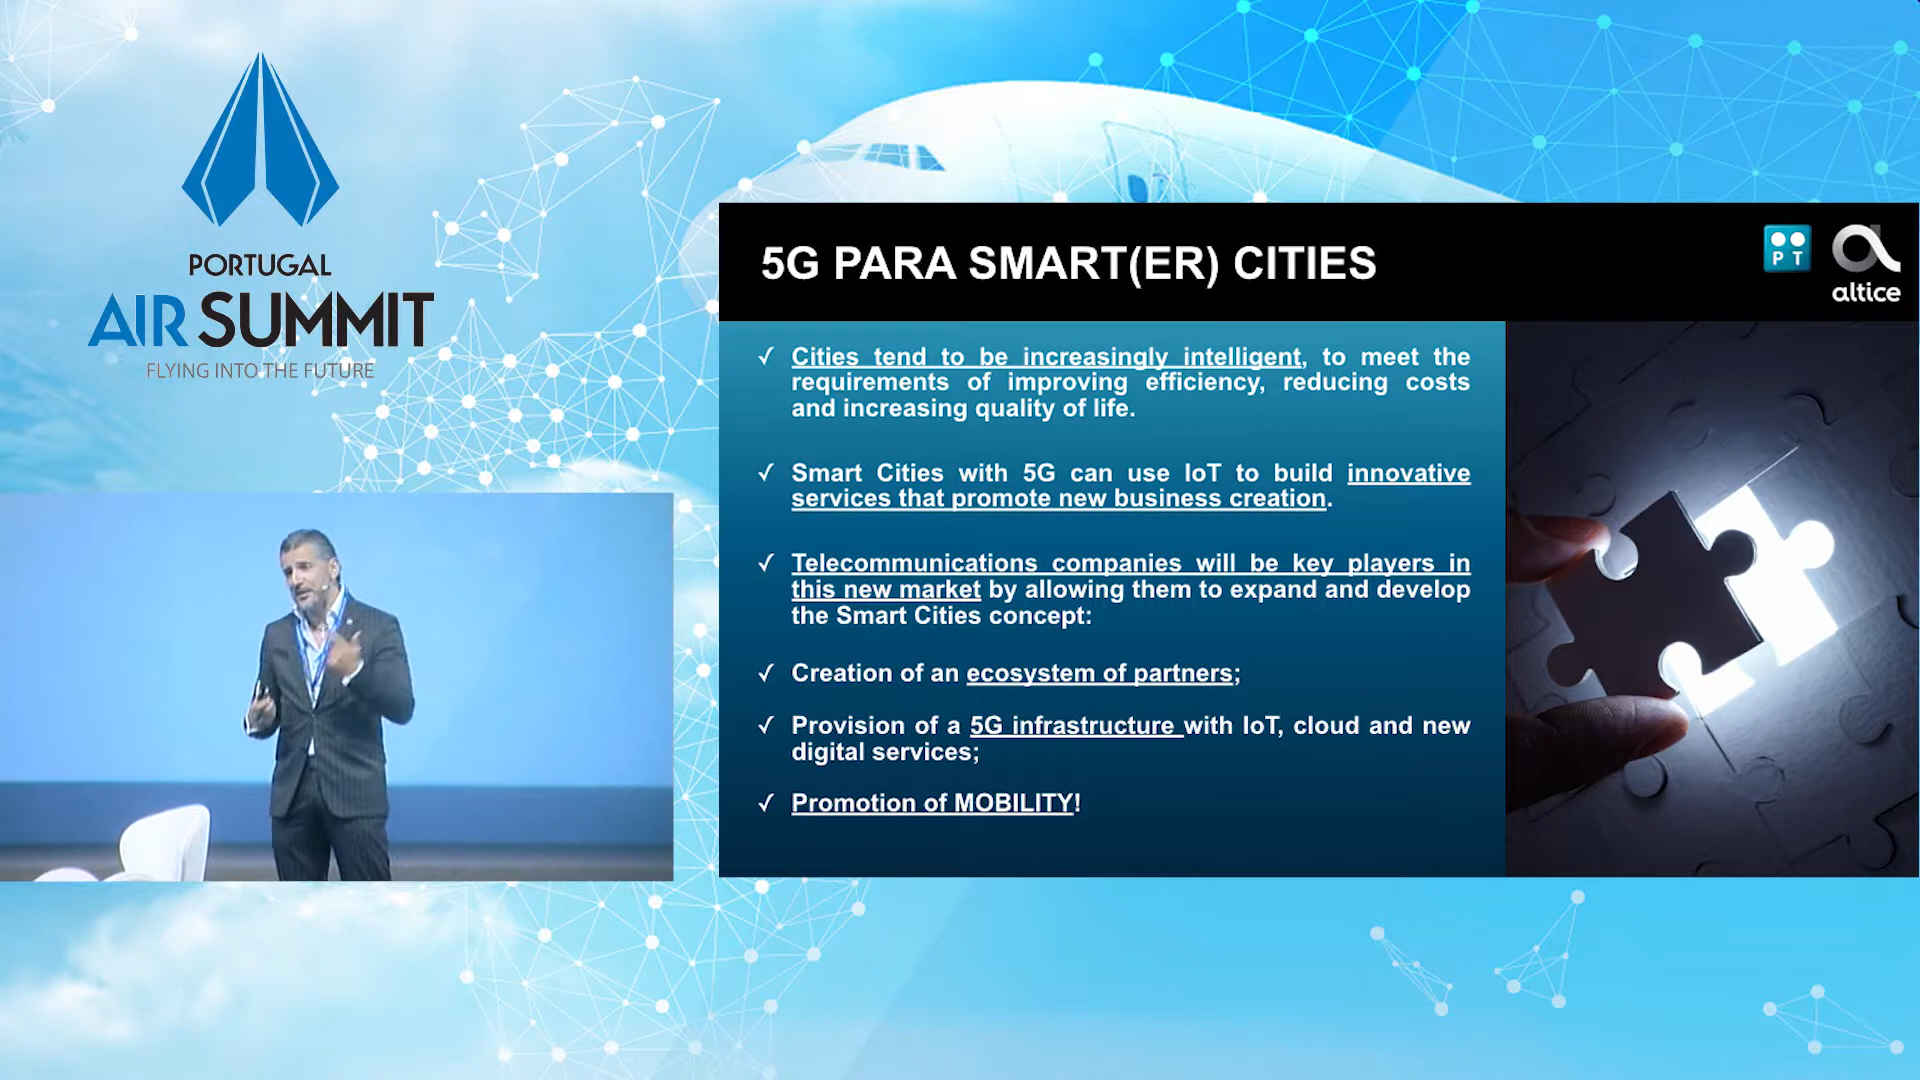 PORTUGAL
AIR SUMMIT
FLYING INTO THE FUTURE
5G PARA SMART(ER) CITIES
P T
altice
✓ Cities tend to be increasingly intelligent, to meet the
requirements of improving efficiency, reducing costs
and increasing quality of life.
✓ Smart Cities with 5G can use IoT to build innovative
services that promote new business creation.
✓ Telecommunications companies will be key players in
this new market by allowing them to expand and develop
the Smart Cities concept:
✓ Creation of an ecosystem of partners;
✓ Provision of a 5G infrastructure with IoT, cloud and new
digital services;
✓ Promotion of MOBILITY!